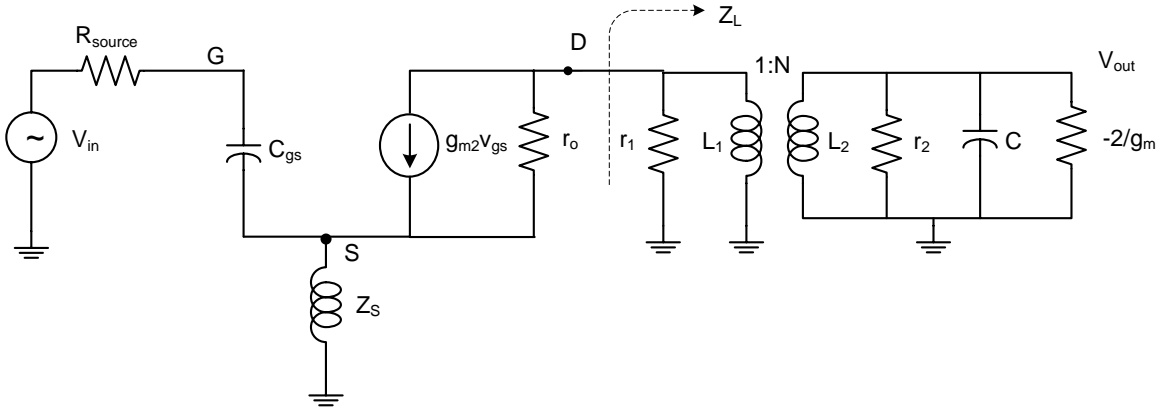 R_source
G
D
Z_L
1:N
V_out
~
V_in
C_gs
g_m2v_gs
r_o
r_1
L_1
L_2
r_2
C
-2/g_m
S
Z_S